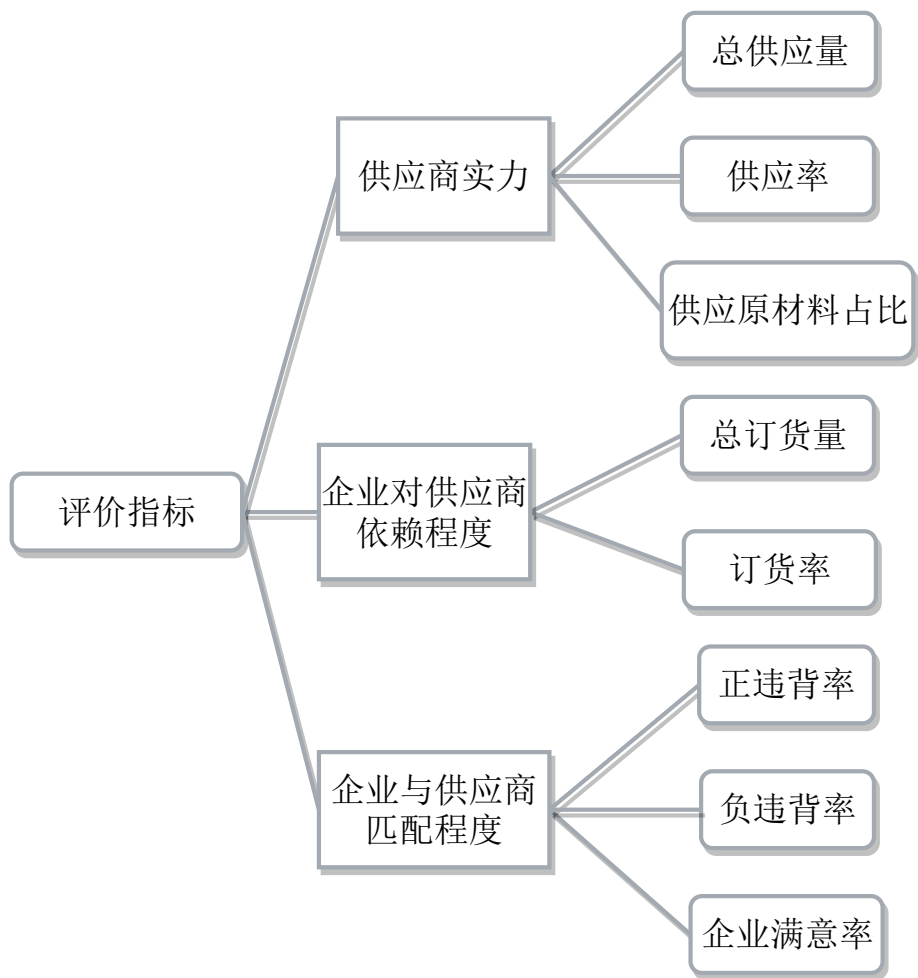 评价指标
供应商实力
总供应量
供应率
供应原材料占比
企业对供应商
依赖程度
总订货量
订货率
企业与供应商
匹配程度
正违背率
负违背率
企业满意率